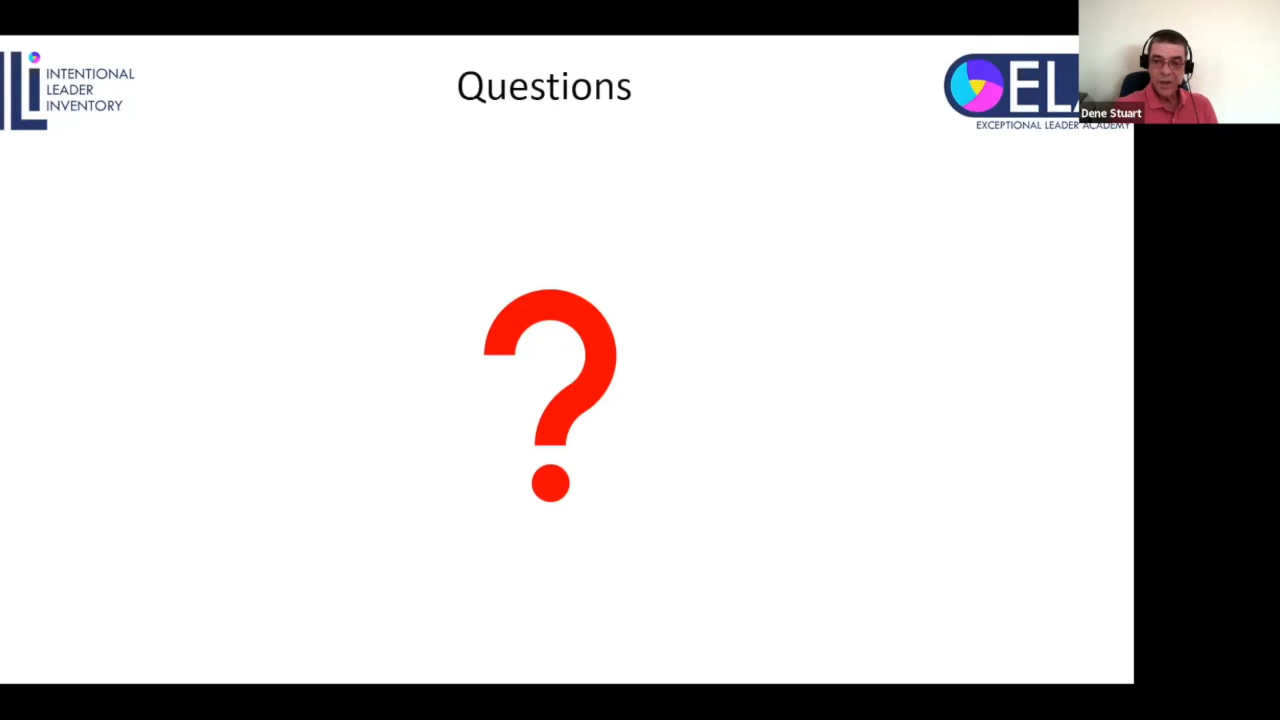 INTENTIONAL
LEADER
INVENTORY
Questions
EXCEPTIONAL LEADER ACADEMY
Dene Stuart
?